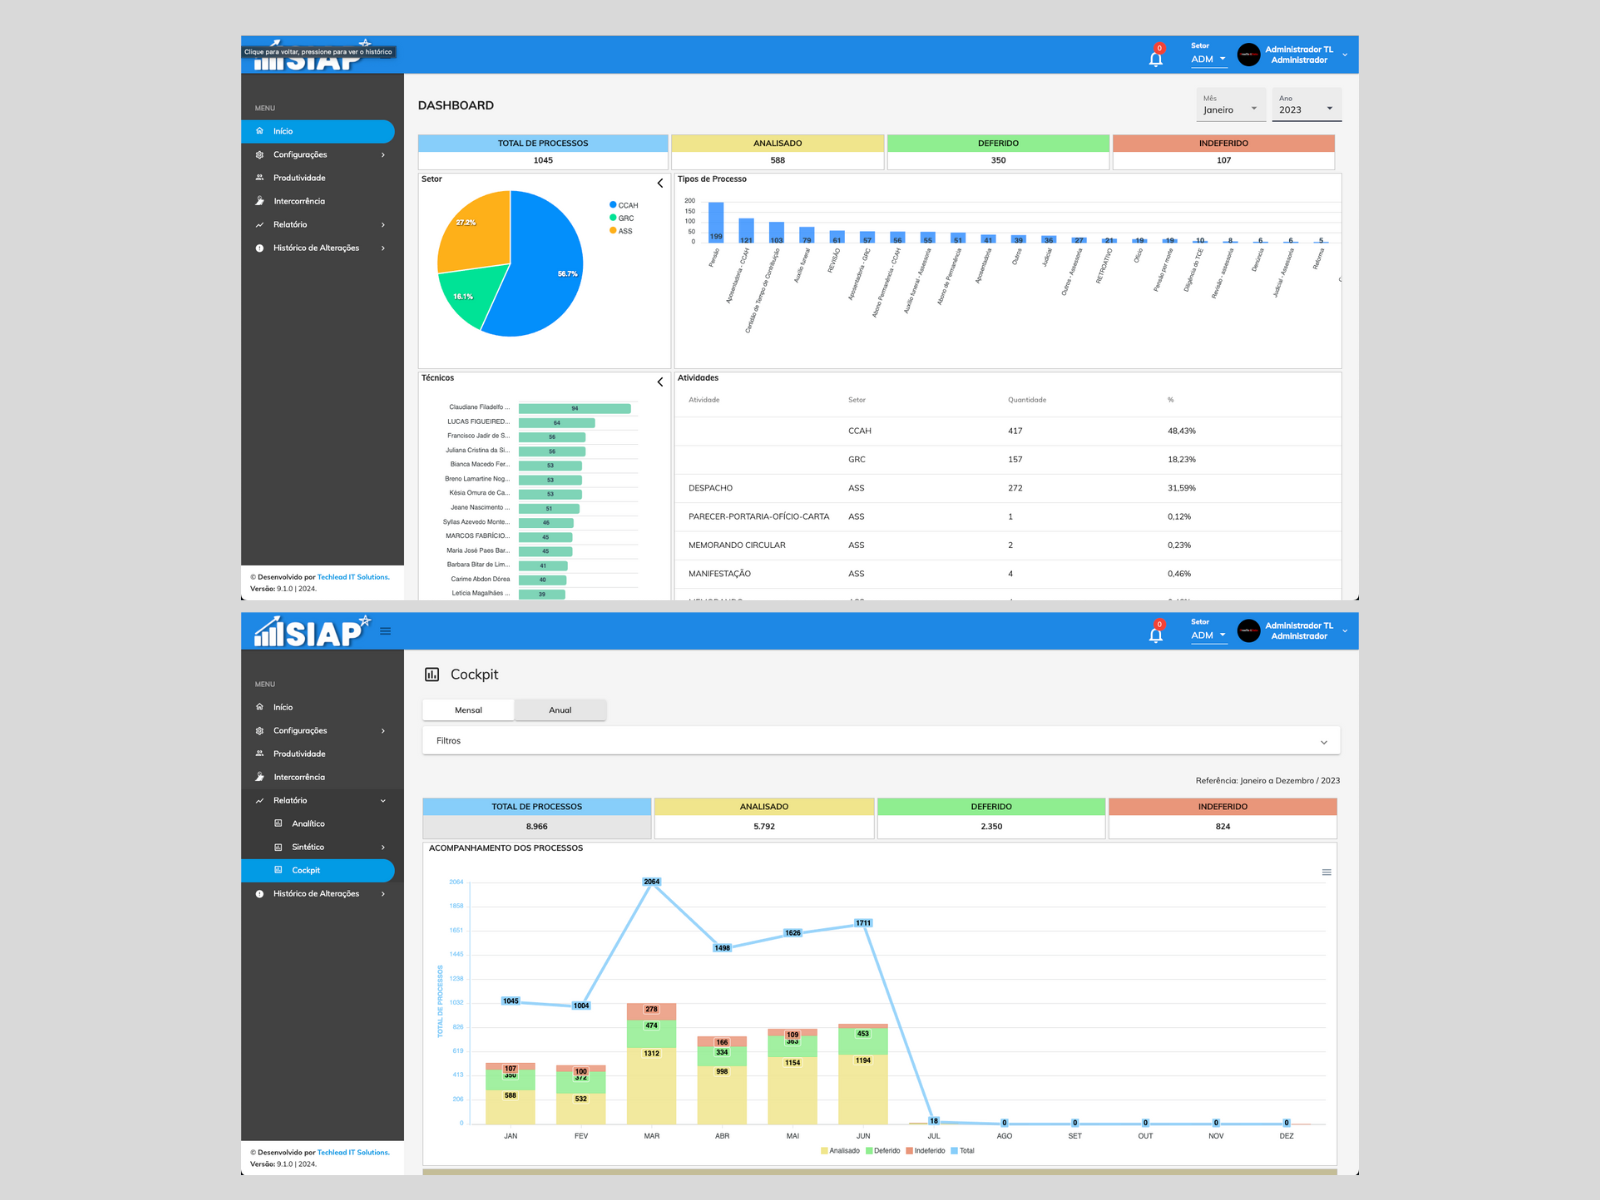 Clique para voltar, pressione para ver o histórico
SIAP
0
Setor
ADM
Administrador TL
Administrador
MENU
Início
Configurações
Produtividade
Intercorrência
Relatório
Histórico de Alterações
© Desenvolvido por Techlead IT Solutions.
Versão: 9.1.0 | 2024.
DASHBOARD
Mês
Janeiro
Ano
2023
TOTAL DE PROCESSOS
1045
ANALISADO
588
DEFERIDO
350
INDEFERIDO
107
Setor
27.2%
56.7%
16.1%
CCAH
GRC
ASS
Tipos de Processo
200
150
100
50
0
199 121 103 79 61 57 56 55 51 41 39 36 27 21 19 19 10 8 6 6 5
Pensão
Aposentadoria - CCAH
Certidão de Tempo de Contribuição
Auxílio funeral
REVISÃO
Aposentadoria - GRC
Abono Permanência - CCAH
Auxílio funeral - Assessoria
Abono de Permanência
Aposentadoria
Outros
Judicial
Outros - Assessoria
RETROATIVO
Ofício
Pensão por morte
Diligência do TCE
Revisão - assessoria
Denúncia
Judicial - Assessoria
Reforma
Técnicos
Claudiane Filadelfo ... 94
LUCAS FIGUEIRED... 64
Francisco Jadir de S... 56
Juliana Cristina da Si... 56
Bianca Macedo Fer... 53
Breno Lamartine Nog... 53
Késia Omura de Ca... 53
Jeane Nascimento ... 51
Syllas Azevedo Monte... 46
MARCOS FABRÍCIO... 45
Maria José Paes Bar... 45
Barbara Bitar de Lim... 41
Carime Abdon Dórea 40
Leticia Magalhães ... 39
Atividades
Atividade Setor Quantidade %
CCAH 417 48,43%
GRC 157 18,23%
DESPACHO ASS 272 31,59%
PARECER-PORTARIA-OFÍCIO-CARTA ASS 1 0,12%
MEMORANDO CIRCULAR ASS 2 0,23%
MANIFESTAÇÃO ASS 4 0,46%
SIAP
0
Setor
ADM
Administrador TL
Administrador
MENU
Início
Configurações
Produtividade
Intercorrência
Relatório
Analítico
Sintético
Cockpit
Histórico de Alterações
© Desenvolvido por Techlead IT Solutions.
Versão: 9.1.0 | 2024.
Cockpit
Mensal
Anual
Filtros
Referência: Janeiro a Dezembro / 2023
TOTAL DE PROCESSOS
8.966
ANALISADO
5.792
DEFERIDO
2.350
INDEFERIDO
824
ACOMPANHAMENTO DOS PROCESSOS
TOTAL DE PROCESSOS
2064
1858
1651
1445
1238
1032
826
619
413
206
0
1045 1004 2064 1498 1626 1711 18 0 0 0 0 0
107 100 278 166 109
350 372 474 334 363 453
588 532 1312 998 1154 1194
JAN FEV MAR ABR MAI JUN JUL AGO SET OUT NOV DEZ
Analisado Deferido Indeferido Total